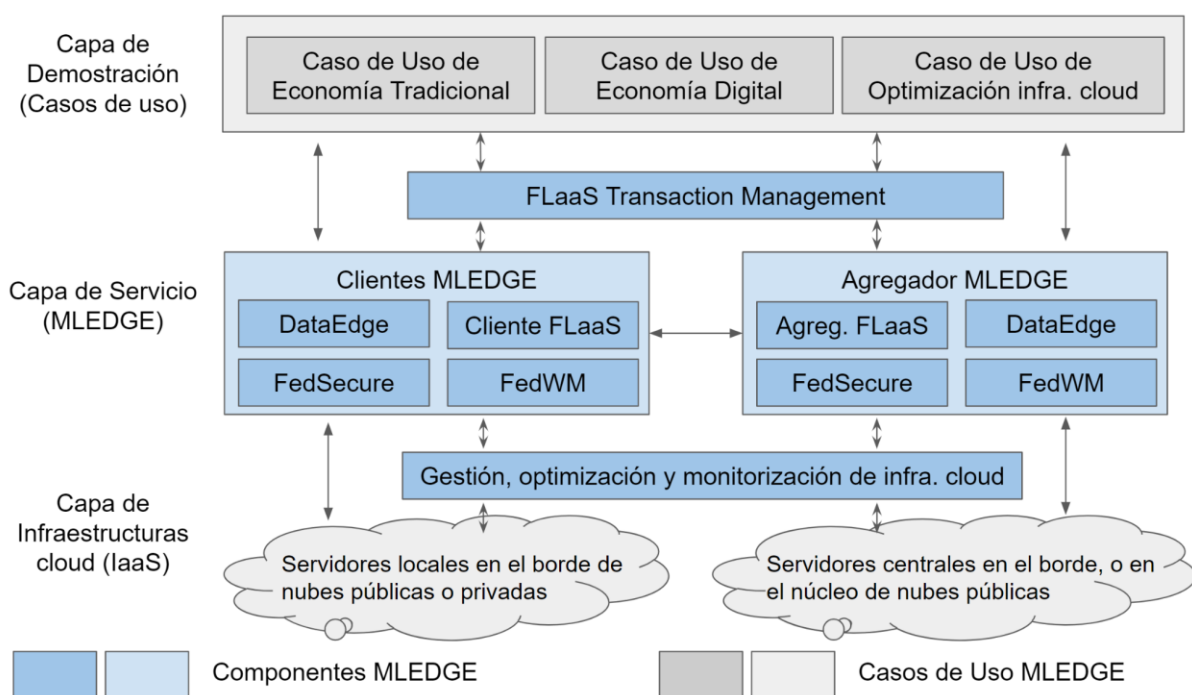 Capa de
Demostración
(Casos de uso)
Caso de Uso de
Economía Tradicional
Caso de Uso de
Economía Digital
Caso de Uso de
Optimización infra. cloud
FLaaS Transaction Management
Capa de Servicio
(MLEDGE)
Clientes MLEDGE
DataEdge
Cliente FLaaS
FedSecure
FedWM
Agregador MLEDGE
Agreg. FLaaS
DataEdge
FedSecure
FedWM
Gestión, optimización y monitorización de infra. cloud
Capa de
Infraestructuras
cloud (IaaS)
Servidores locales en el borde de
nubes públicas o privadas
Servidores centrales en el borde, o en
el núcleo de nubes públicas
Componentes MLEDGE
Casos de Uso MLEDGE